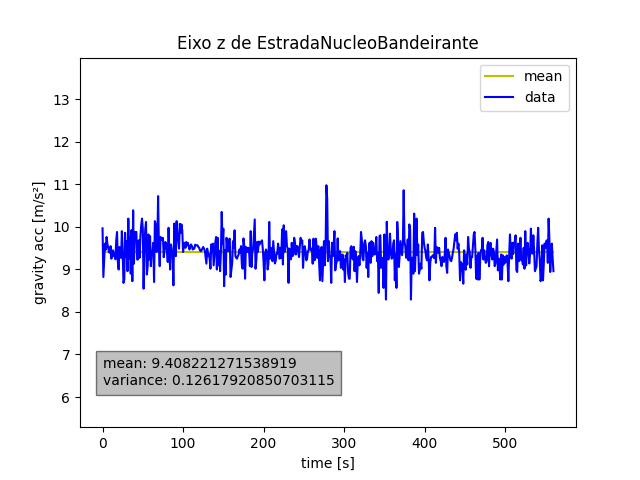 Eixo z de EstradaNucleoBandeirante
mean
data
13
12
11
10
9
8
7
6
gravity acc [m/s²]
mean: 9.408221271538919
variance: 0.12617920850703115
0 100 200 300 400 500
time [s]